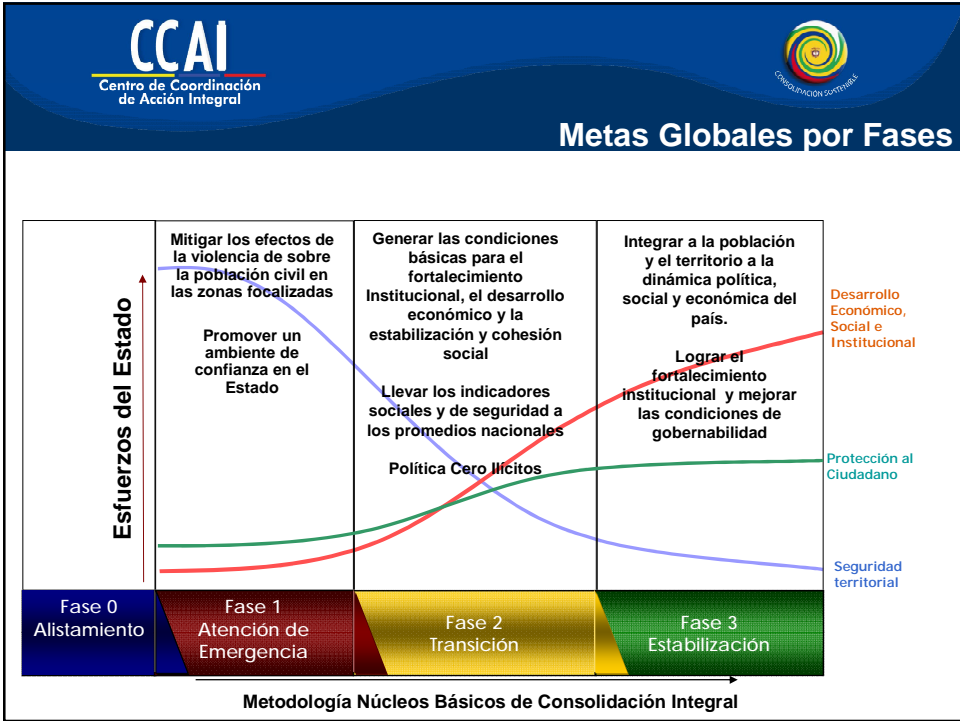 CCAI
Centro de Coordinación
de Acción Integral
CONSOLIDACIÓN SOSTENIBLE
Metas Globales por Fases
Esfuerzos del Estado
Mitigar los efectos de
la violencia de sobre
la población civil en
las zonas focalizadas
Promover un
ambiente de
confianza en el
Estado
Generar las condiciones
básicas para el
fortalecimiento
Institucional, el desarrollo
económico y la
estabilización y cohesión
social
Llevar los indicadores
sociales y de seguridad a
los promedios nacionales
Política Cero Ilícitos
Integrar a la población
y el territorio a la
dinámica política,
social y económica del
país.
Lograr el
fortalecimiento
institucional y mejorar
las condiciones de
gobernabilidad
Desarrollo
Económico,
Social e
Institucional
Protección al
Ciudadano
Seguridad
territorial
Fase 0
Alistamiento
Fase 1
Atención de
Emergencia
Fase 2
Transición
Fase 3
Estabilización
Metodología Núcleos Básicos de Consolidación Integral